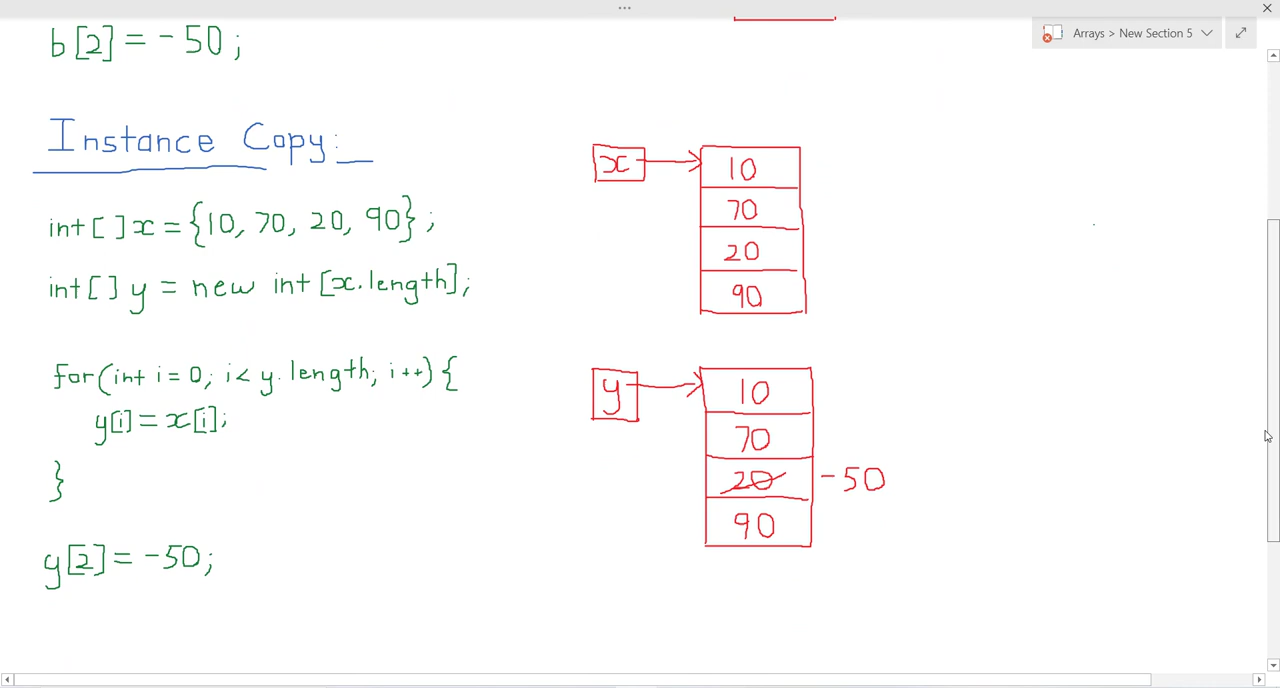 ...
Arrays > New Section 5
b[2] = -50;
Instance Copy:
int[ ]x = {10, 70, 20, 90};
int[ ] y = new int[x.length];
for(int i = 0; i < y.length; i++){
y[i] = x[i];
}
y[2] = -50;
x
10
70
20
90
y
10
70
20 -50
90